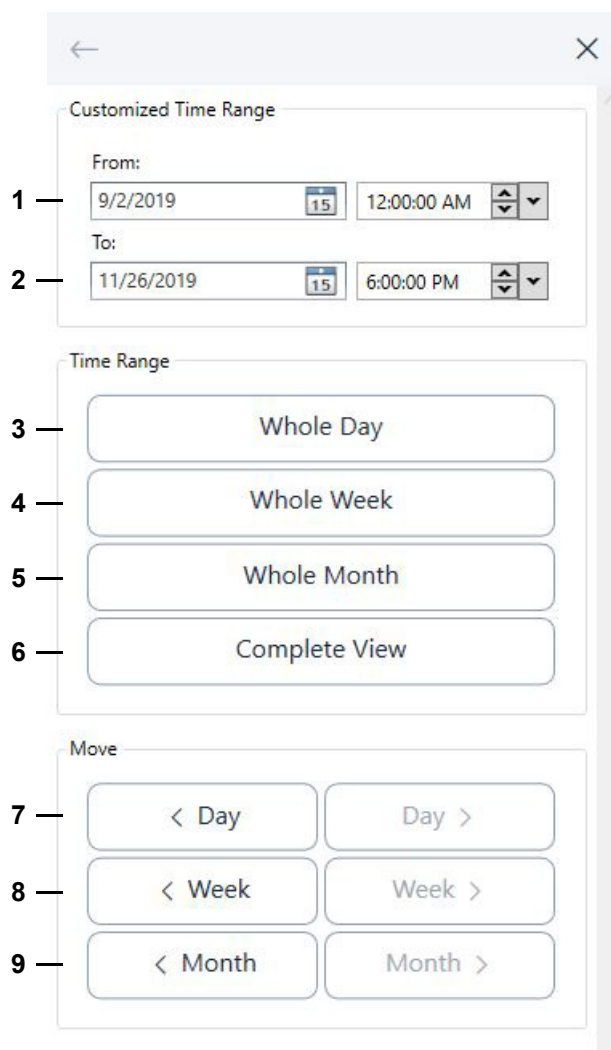 Customized Time Range
From:
1 9/2/2019 15 12:00:00 AM
To:
2 11/26/2019 15 6:00:00 PM
Time Range
3 Whole Day
4 Whole Week
5 Whole Month
6 Complete View
Move
7 < Day Day >
8 < Week Week >
9 < Month Month >